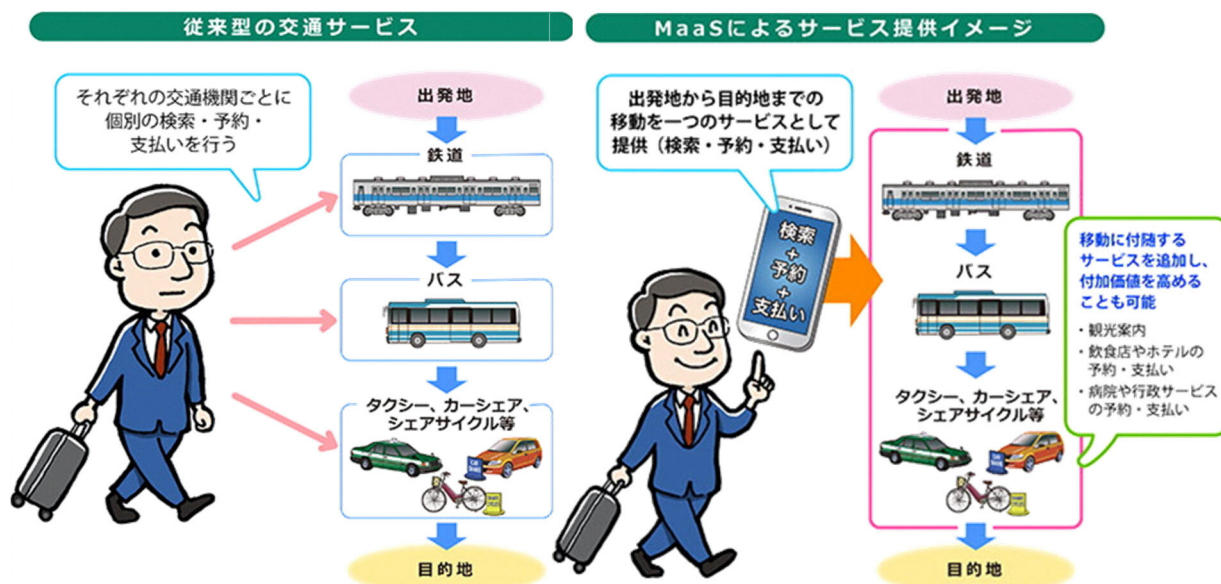 従来型の交通サービス
それぞれの交通機関ごとに
個別の検索・予約・
支払いを行う
出発地
鉄道
バス
タクシー、カーシェア、
シェアサイクル等
目的地
MaaSによるサービス提供イメージ
出発地から目的地までの
移動を一つのサービスとして
提供（検索・予約・支払い）
検索
+
予約
+
支払い
出発地
鉄道
バス
タクシー、カーシェア、
シェアサイクル等
目的地
移動に付随する
サービスを追加し、
付加価値を高める
ことも可能
・観光案内
・飲食店やホテルの
予約・支払い
・病院や行政サービス
の予約・支払い